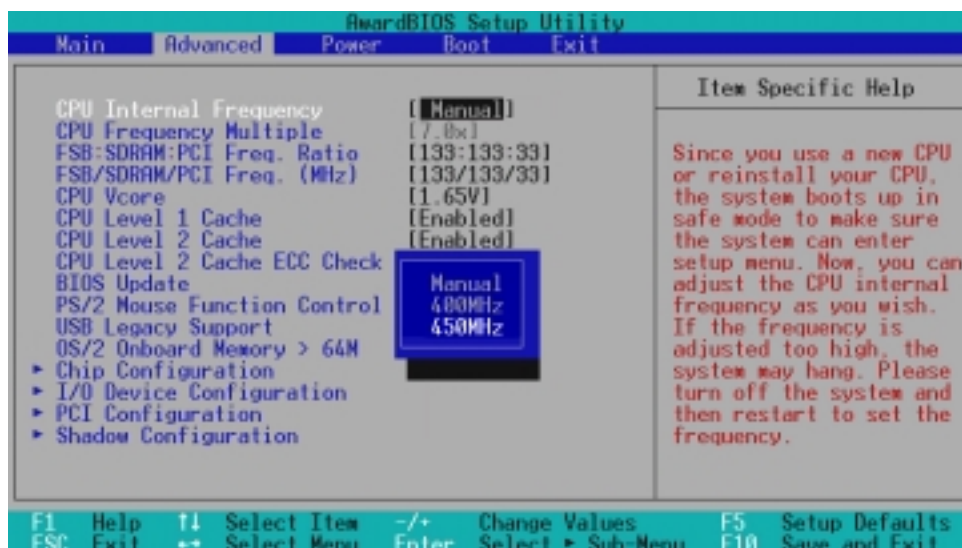 AwardBIOS Setup Utility
Main Advanced Power Boot Exit
Item Specific Help
CPU Internal Frequency [ Manual]
CPU Frequency Multiple [7.0x]
FSB:SDRAM:PCI Freq. Ratio [133:133:33]
FSB/SDRAM/PCI Freq. (MHz) [133/133/33]
CPU Vcore [1.65V]
CPU Level 1 Cache [Enabled]
CPU Level 2 Cache [Enabled]
CPU Level 2 Cache ECC Check
BIOS Update
PS/2 Mouse Function Control
USB Legacy Support
OS/2 Onboard Memory > 64M
► Chip Configuration
► I/O Device Configuration
► PCI Configuration
► Shadow Configuration
Manual
400MHz
450MHz
Since you use a new CPU
or reinstall your CPU,
the system boots up in
safe mode to make sure
the system can enter
setup menu. Now, you can
adjust the CPU internal
frequency as you wish.
If the frequency is
adjusted too high, the
system may hang. Please
turn off the system and
then restart to set the
frequency.
F1 Help ↑↓ Select Item -/+ Change Values F5 Setup Defaults
ESC Exit ↔ Select Menu Enter Select ► Sub-Menu F10 Save and Exit